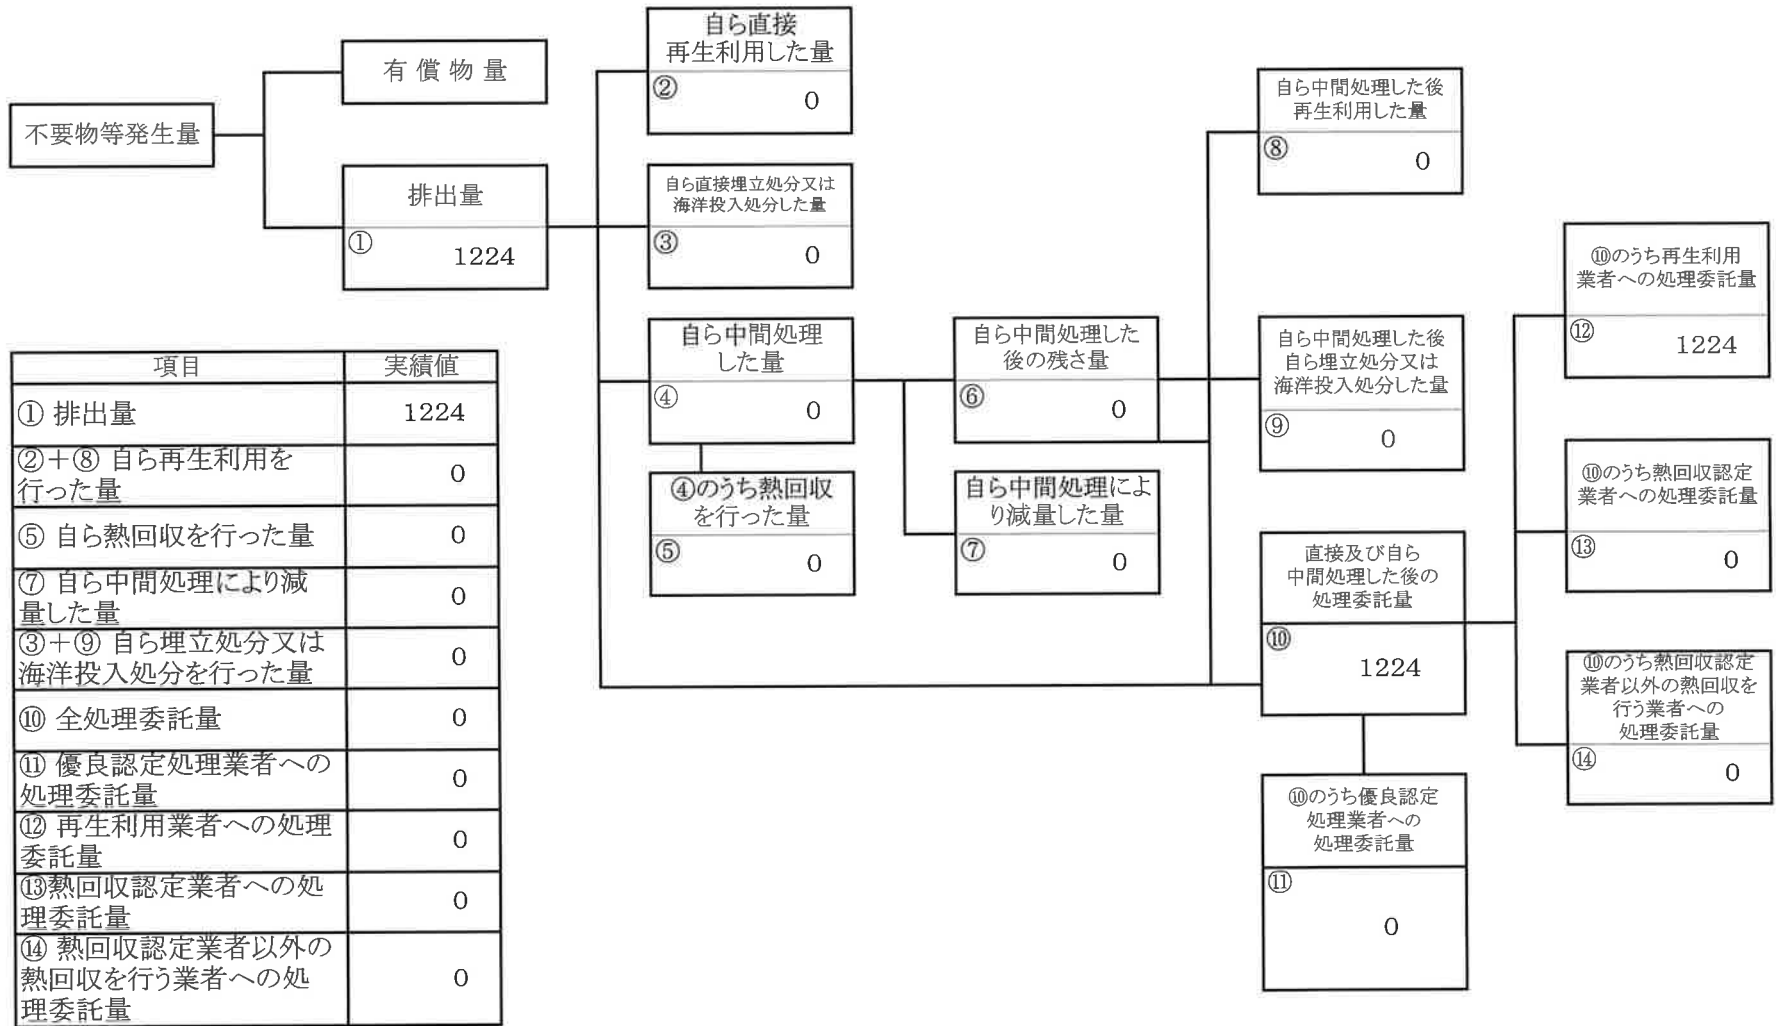 不要物等発生量
有償物量
排出量
①
1224
自ら直接
再生利用した量
②
0
自ら直接埋立処分又は
海洋投入処分した量
③
0
自ら中間処理
した量
④
0
④のうち熱回収
を行った量
⑤
0
自ら中間処理した
後の残さ量
⑥
0
自ら中間処理によ
り減量した量
⑦
0
自ら中間処理した後
再生利用した量
⑧
0
自ら中間処理した後
自ら埋立処分又は
海洋投入処分した量
⑨
0
直接及び自ら
中間処理した後の
処理委託量
⑩
1224
⑩のうち優良認定
処理業者への
処理委託量
⑪
0
⑩のうち再生利用
業者への処理委託量
⑫
1224
⑩のうち熱回収認定
業者への処理委託量
⑬
0
⑩のうち熱回収認定
業者以外の熱回収を
行う業者への
処理委託量
⑭
0
項目 実績値
① 排出量 1224
②+⑧ 自ら再生利用を
行った量 0
⑤ 自ら熱回収を行った量 0
⑦ 自ら中間処理により減
量した量 0
③+⑨ 自ら埋立処分又は
海洋投入処分を行った量 0
⑩ 全処理委託量 0
⑪ 優良認定処理業者への
処理委託量 0
⑫ 再生利用業者への処理
委託量 0
⑬熱回収認定業者への処
理委託量 0
⑭ 熱回収認定業者以外の
熱回収を行う業者への処
理委託量 0